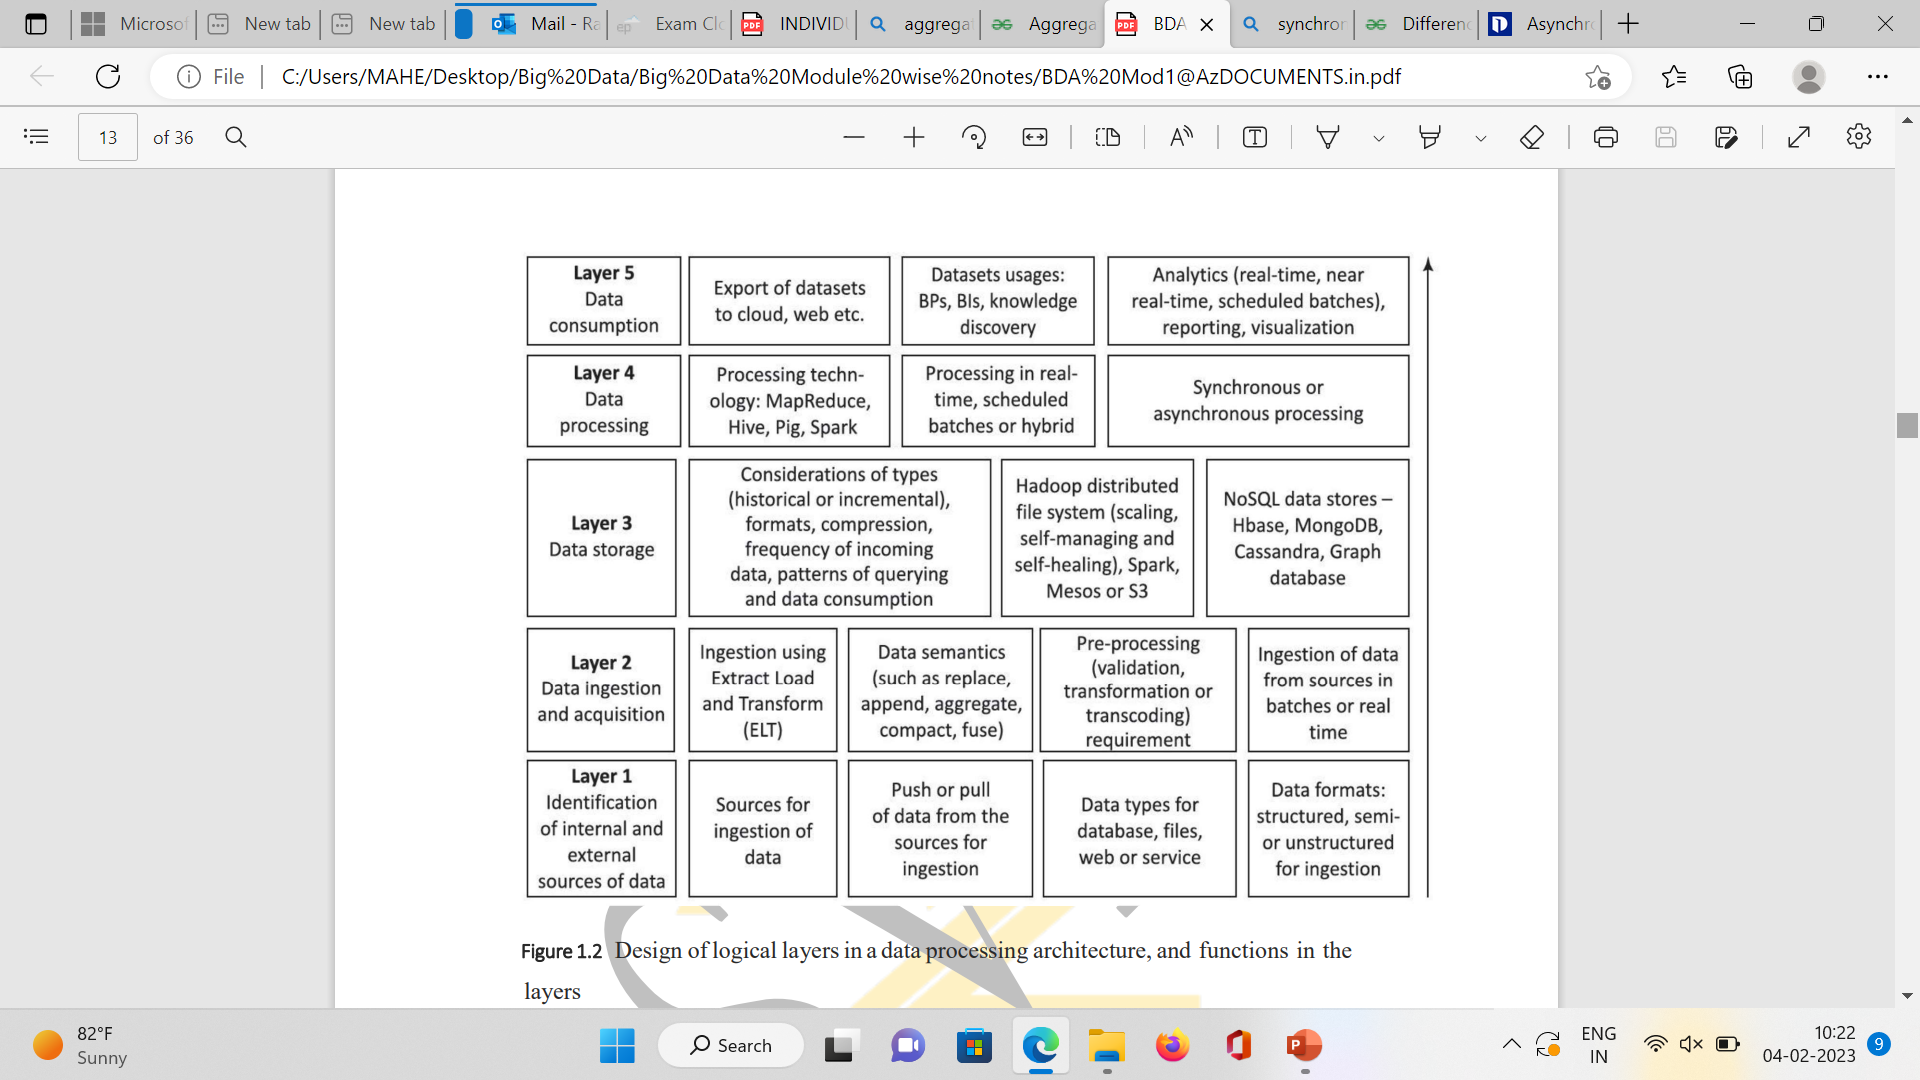 Microsof
New tab
New tab
Mail - Ra
Exam Clo
INDIVIDU
aggregat
Aggrega
BDA
synchron
Differenc
Asynchro
File
C:/Users/MAHE/Desktop/Big%20Data/Big%20Data%20Module%20wise%20notes/BDA%20Mod1@AzDOCUMENTS.in.pdf
13
of 36
Layer 5
Data
consumption
Export of datasets
to cloud, web etc.
Datasets usages:
BPs, BIs, knowledge
discovery
Analytics (real-time, near
real-time, scheduled batches),
reporting, visualization
Layer 4
Data
processing
Processing techn-
ology: MapReduce,
Hive, Pig, Spark
Processing in real-
time, scheduled
batches or hybrid
Synchronous or
asynchronous processing
Layer 3
Data storage
Considerations of types
(historical or incremental),
formats, compression,
frequency of incoming
data, patterns of querying
and data consumption
Hadoop distributed
file system (scaling,
self-managing and
self-healing), Spark,
Mesos or S3
NoSQL data stores –
Hbase, MongoDB,
Cassandra, Graph
database
Layer 2
Data ingestion
and acquisition
Ingestion using
Extract Load
and Transform
(ELT)
Data semantics
(such as replace,
append, aggregate,
compact, fuse)
Pre-processing
(validation,
transformation or
transcoding)
requirement
Ingestion of data
from sources in
batches or real
time
Layer 1
Identification
of internal and
external
sources of data
Sources for
ingestion of
data
Push or pull
of data from the
sources for
ingestion
Data types for
database, files,
web or service
Data formats:
structured, semi-
or unstructured
for ingestion
Figure 1.2 Design of logical layers in a data processing architecture, and functions in the
layers
82°F
Sunny
Search
ENG
IN
10:22
04-02-2023
9